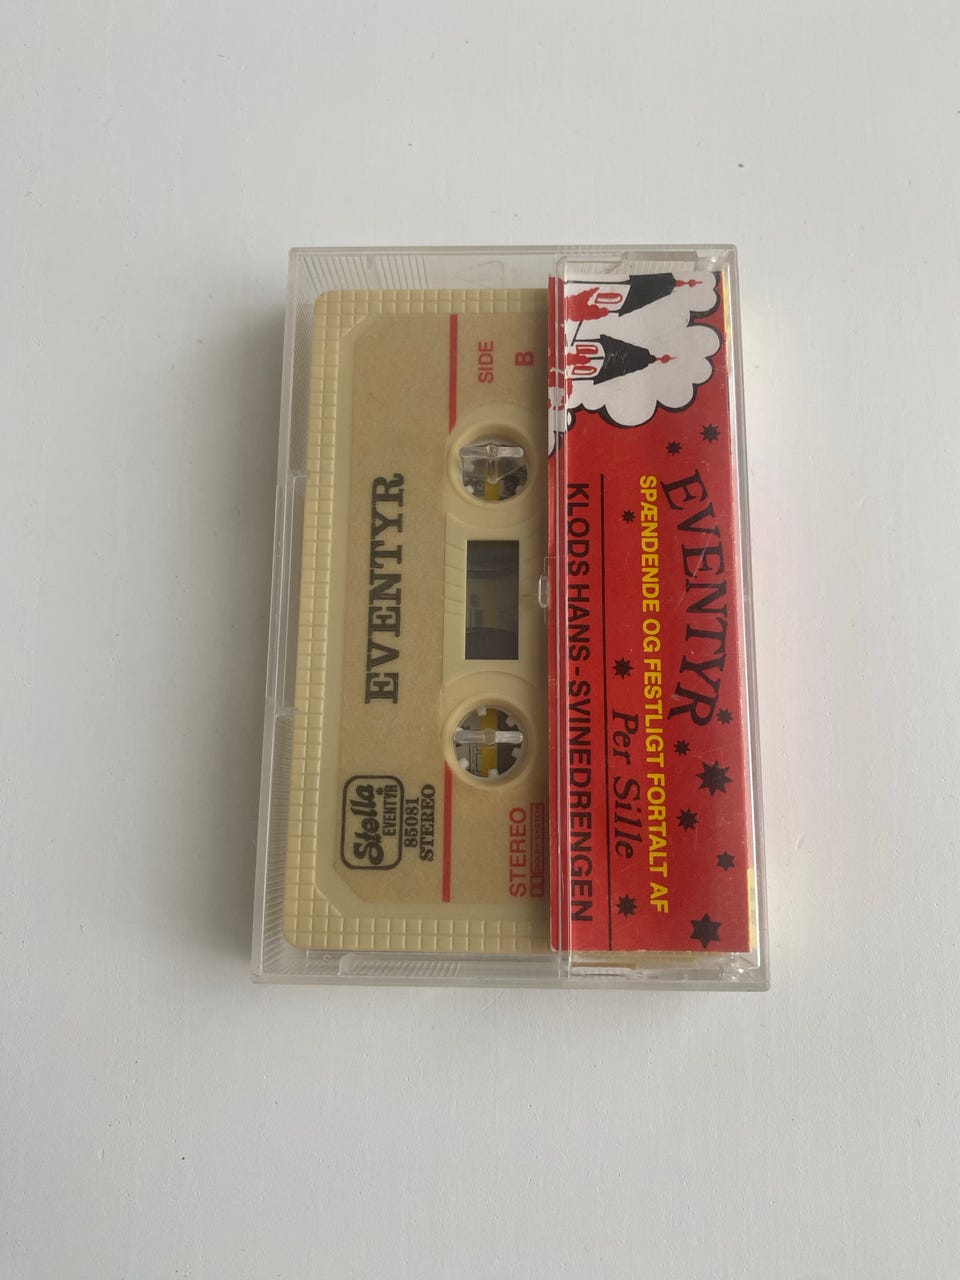 EVENTYR
SIDE
B
Stella
EVENTYR
85081
STEREO
STEREO
EVENTYR
SPÆNDENDE OG FESTLIGT FORTALT AF
Per Sille
KLODS HANS - SVINEDRENGEN